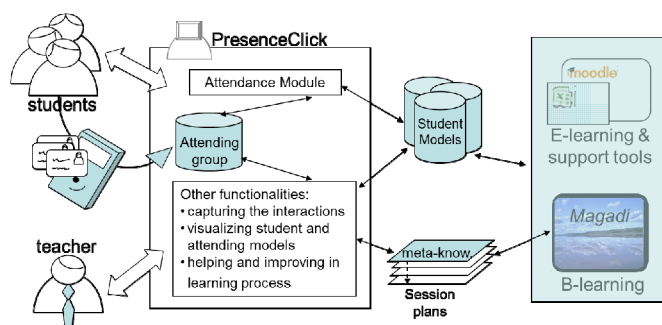 PresenceClick
students
Attendance Module
Attending
group
Student
Models
moodle
E-learning &
support tools
Other functionalities:
• capturing the interactions
• visualizing student and
attending models
• helping and improving in
learning process
teacher
meta-know.
Session
plans
Magadi
B-learning